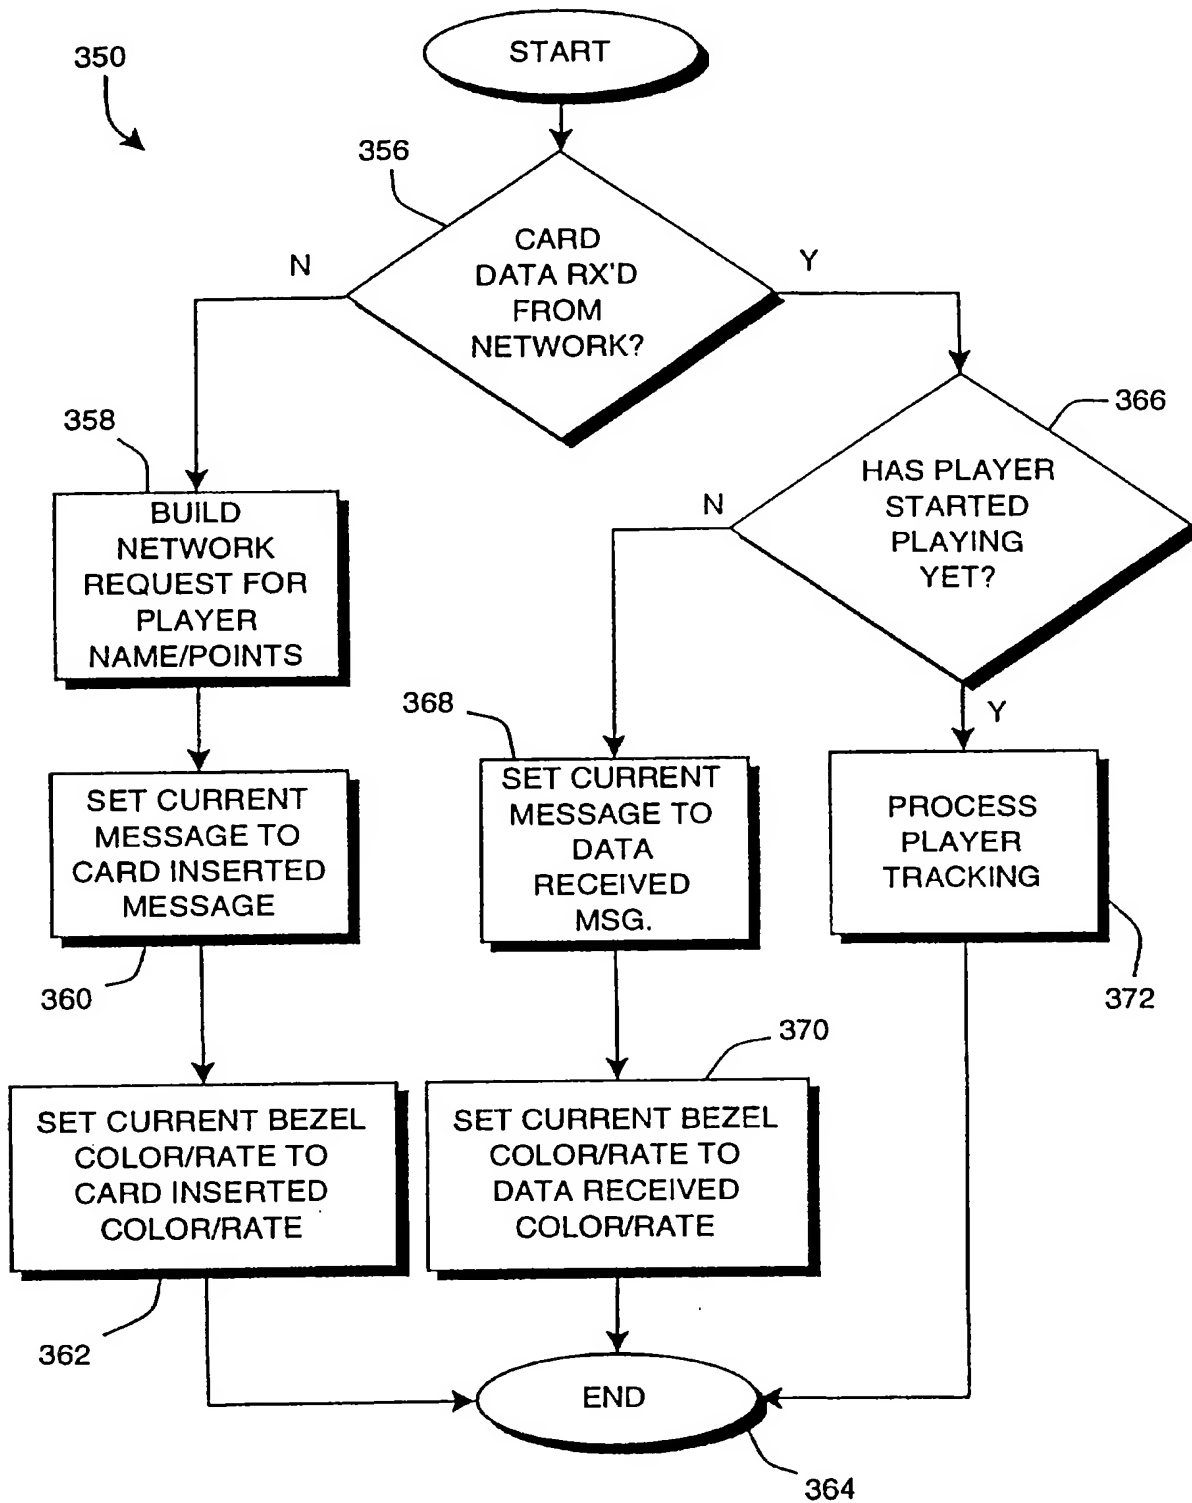 350
START
356
CARD
DATA RX'D
FROM
NETWORK?
N
Y
366
HAS PLAYER
STARTED
PLAYING
YET?
N
Y
358
BUILD
NETWORK
REQUEST FOR
PLAYER
NAME/POINTS
368
SET CURRENT
MESSAGE TO
DATA
RECEIVED
MSG.
PROCESS
PLAYER
TRACKING
372
SET CURRENT
MESSAGE TO
CARD INSERTED
MESSAGE
360
370
SET CURRENT BEZEL
COLOR/RATE TO
CARD INSERTED
COLOR/RATE
362
SET CURRENT BEZEL
COLOR/RATE TO
DATA RECEIVED
COLOR/RATE
END
364